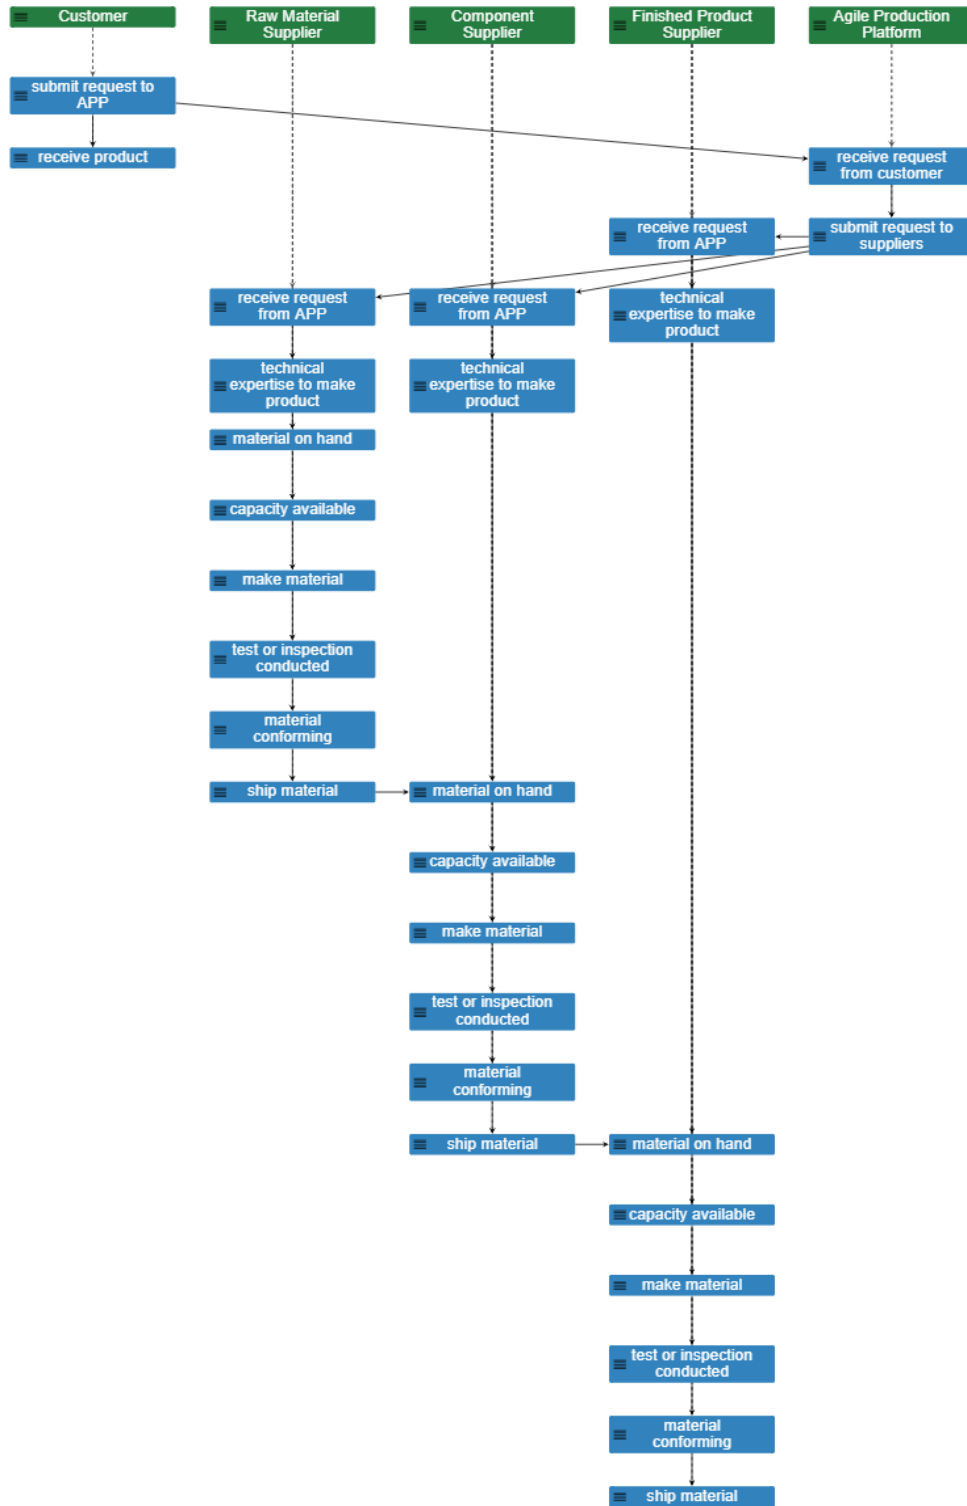 Customer
Raw Material
Supplier
Component
Supplier
Finished Product
Supplier
Agile Production
Platform
submit request to
APP
receive product
receive request
from customer
receive request
from APP
submit request to
suppliers
receive request
from APP
receive request
from APP
technical
expertise to make
product
technical
expertise to make
product
technical
expertise to make
product
material on hand
capacity available
make material
test or inspection
conducted
material
conforming
ship material
material on hand
capacity available
make material
test or inspection
conducted
material
conforming
ship material
material on hand
capacity available
make material
test or inspection
conducted
material
conforming
ship material